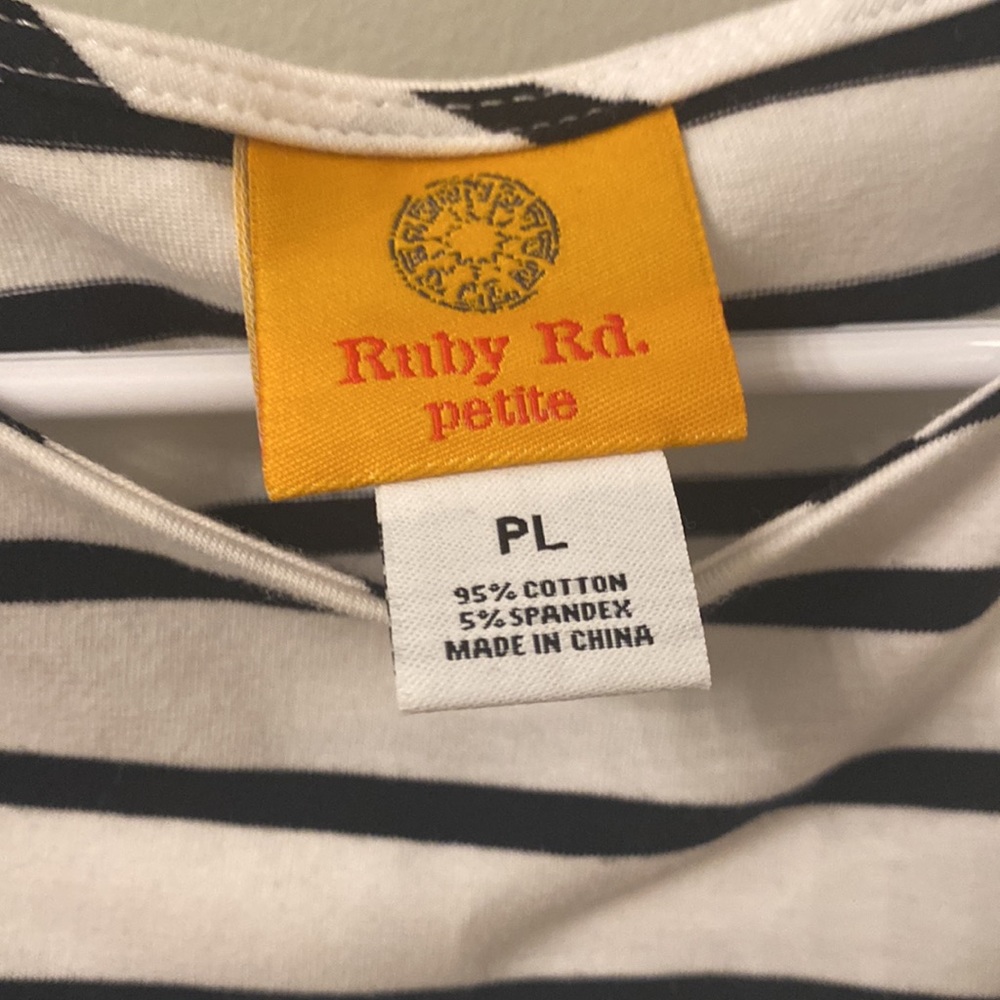 Ruby Rd.
petite
PL
95% COTTON
5% SPANDEX
MADE IN CHINA